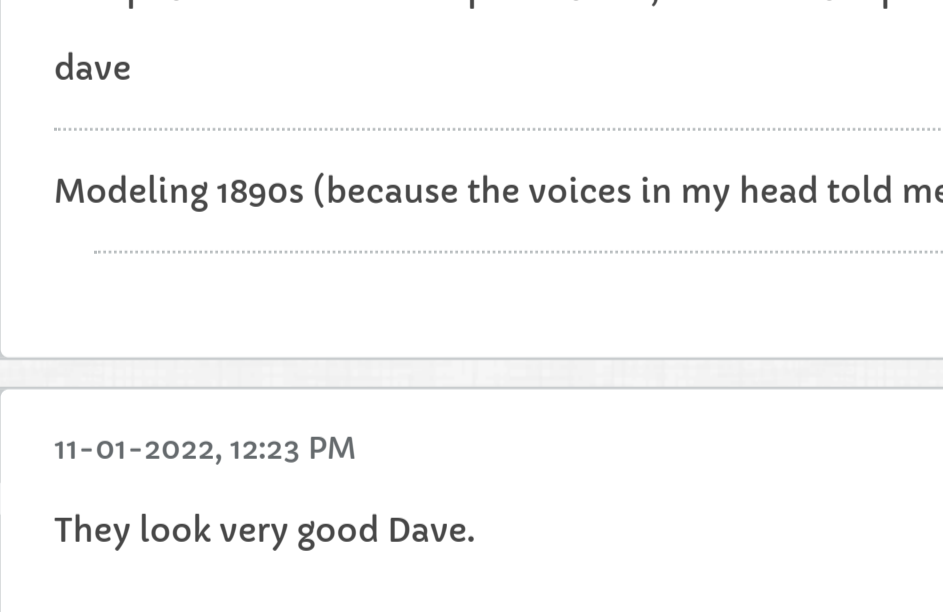 dave
Modeling 1890s (because the voices in my head told me
11-01-2022, 12:23 PM
They look very good Dave.